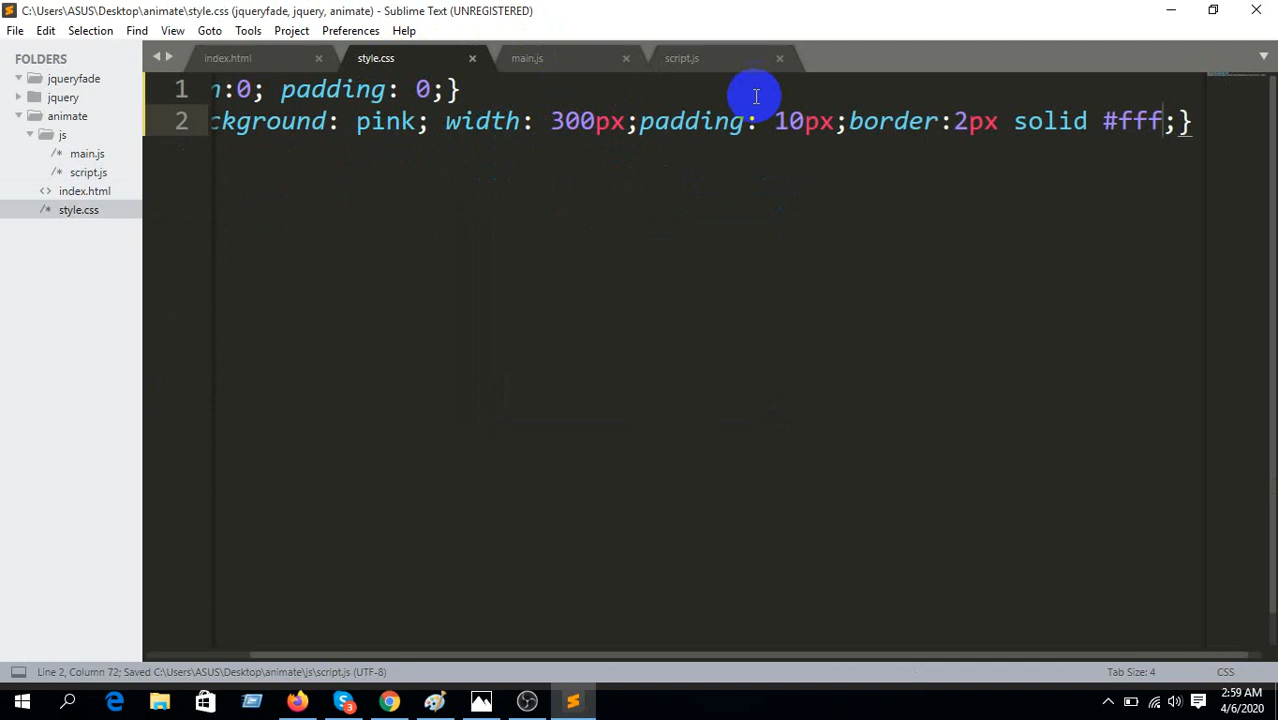 C:\Users\ASUS\Desktop\animate\style.css (jqueryfade, jquery, animate) - Sublime Text (UNREGISTERED)
File Edit Selection Find View Goto Tools Project Preferences Help
FOLDERS
jqueryfade
jquery
animate
js
main.js
script.js
index.html
style.css
index.html style.css main.js script.js
1 n:0; padding: 0;}
2 ckground: pink; width: 300px;padding: 10px;border:2px solid #fff;}
Line 2, Column 72; Saved C:\Users\ASUS\Desktop\animate\js\script.js (UTF-8) Tab Size: 4 CSS
3
2:59 AM
4/6/2020